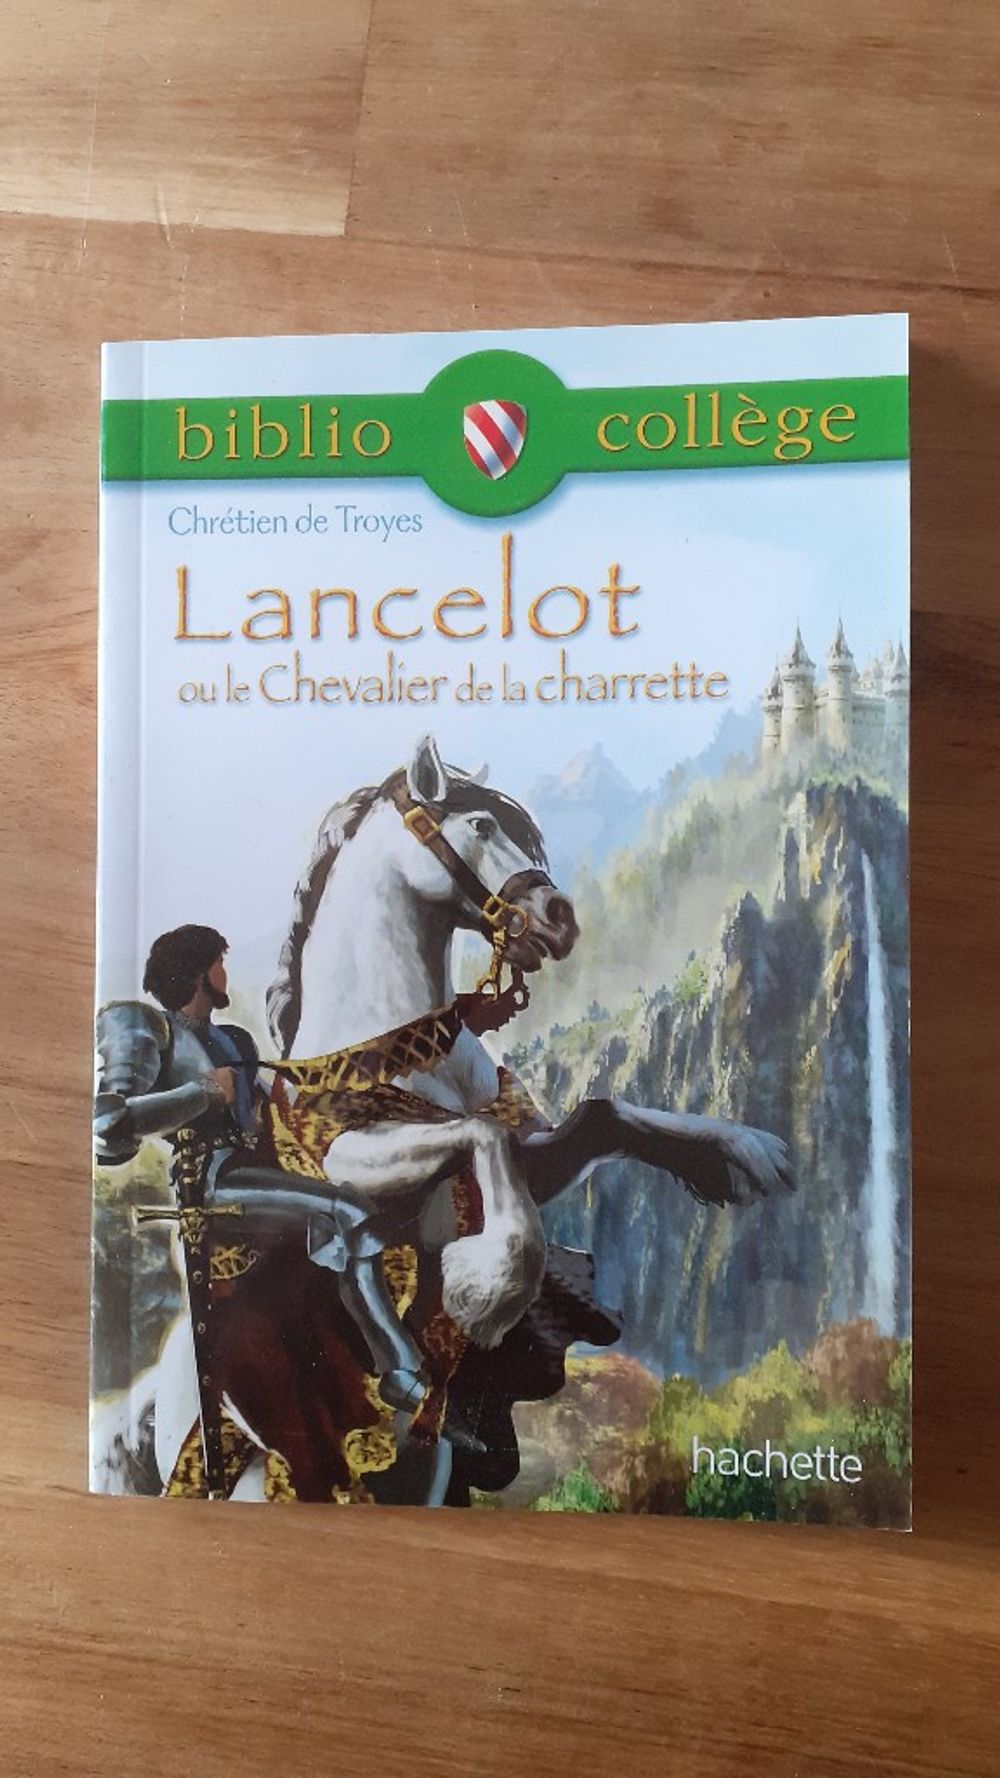 biblio collège
Chrétien de Troyes
Lancelot
ou le Chevalier de la charrette
hachette